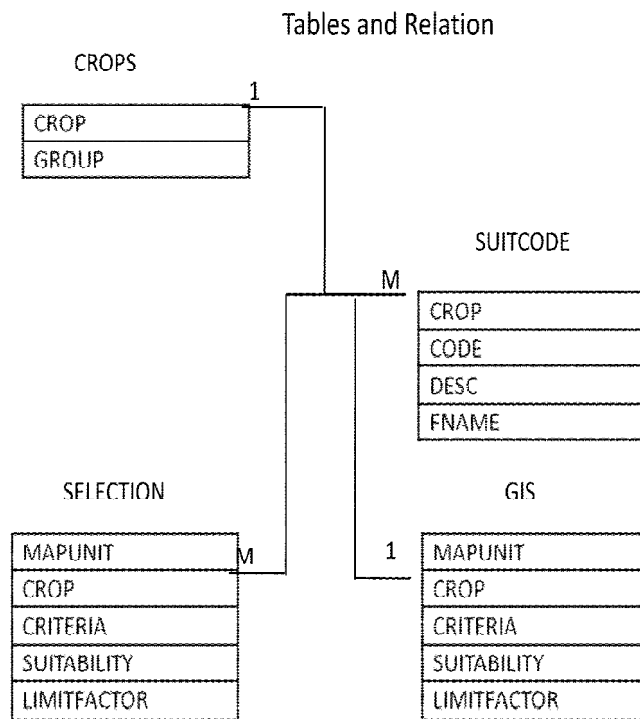 Tables and Relation
CROPS
1
CROP
GROUP
SUITCODE
M
CROP
CODE
DESC
FNAME
SELECTION
MAPUNIT
M
CROP
CRITERIA
SUITABILITY
LIMITFACTOR
GIS
1
MAPUNIT
CROP
CRITERIA
SUITABILITY
LIMITFACTOR